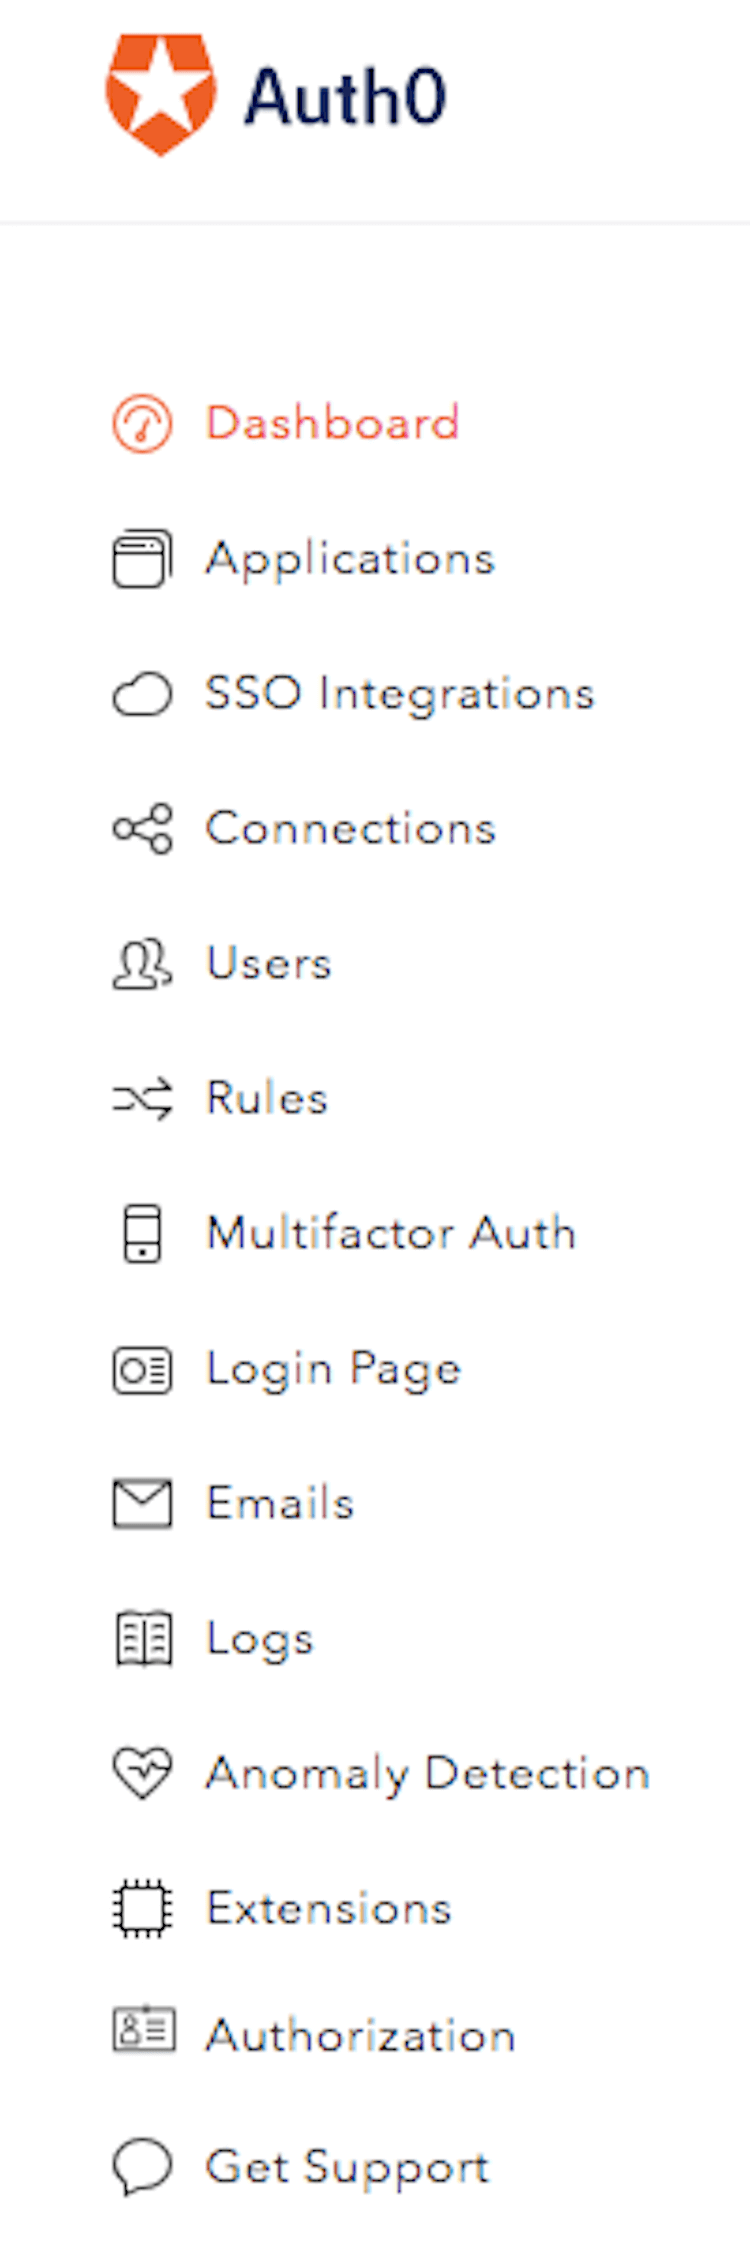 Auth0
Dashboard
Applications
SSO Integrations
Connections
Users
Rules
Multifactor Auth
Login Page
Emails
Logs
Anomaly Detection
Extensions
Authorization
Get Support